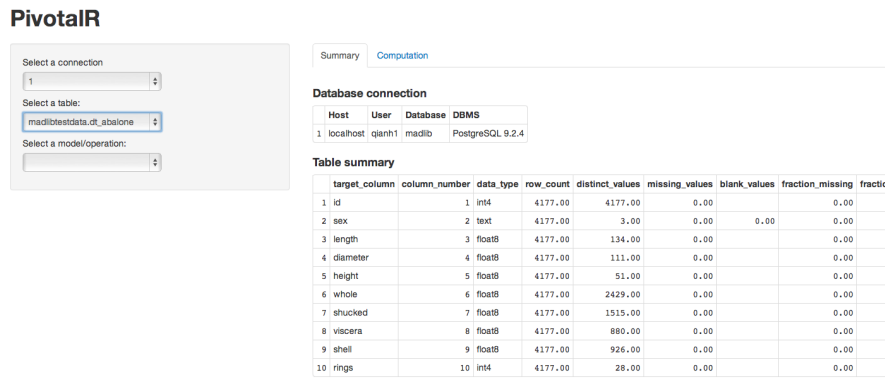 PivotalR
Select a connection
1
Select a table:
madlibtestdata.dt_abalone
Select a model/operation:
Summary Computation
Database connection
Host User Database DBMS
1 localhost qianh1 madlib PostgreSQL 9.2.4
Table summary
target_column column_number data_type row_count distinct_values missing_values blank_values fraction_missing fractio
1 id 1 int4 4177.00 4177.00 0.00 0.00
2 sex 2 text 4177.00 3.00 0.00 0.00 0.00
3 length 3 float8 4177.00 134.00 0.00 0.00
4 diameter 4 float8 4177.00 111.00 0.00 0.00
5 height 5 float8 4177.00 51.00 0.00 0.00
6 whole 6 float8 4177.00 2429.00 0.00 0.00
7 shucked 7 float8 4177.00 1515.00 0.00 0.00
8 viscera 8 float8 4177.00 880.00 0.00 0.00
9 shell 9 float8 4177.00 926.00 0.00 0.00
10 rings 10 int4 4177.00 28.00 0.00 0.00